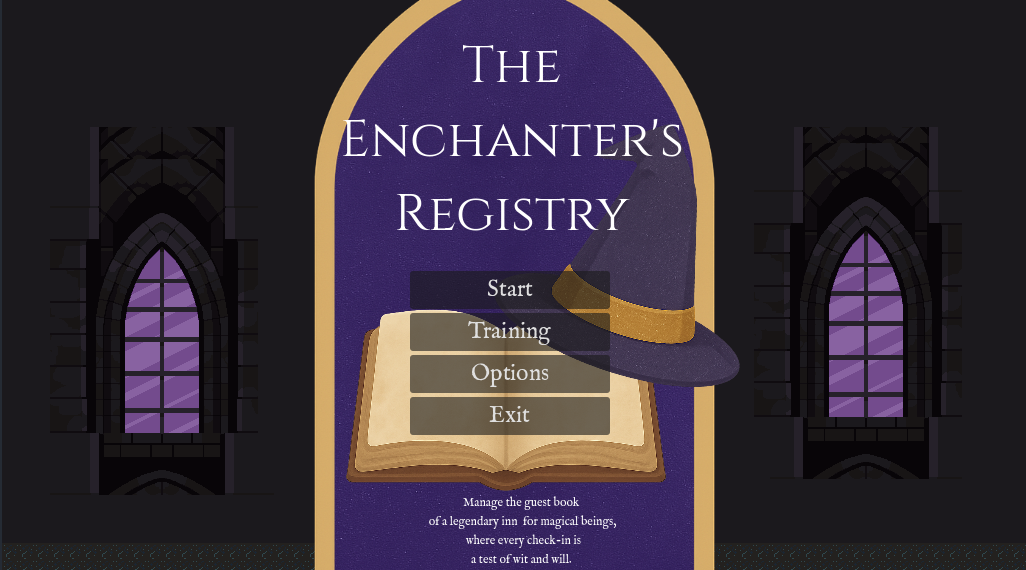 The
Enchanter's
Registry
Start
Training
Options
Exit
Manage the guest book
of a legendary inn for magical beings,
where every check-in is
a test of wit and will.